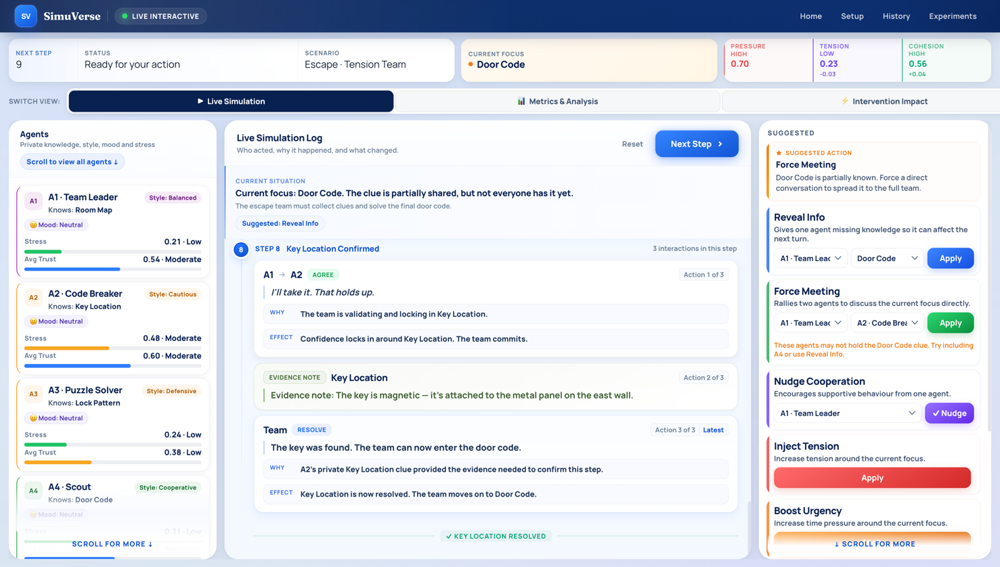 SV
SimuVerse
LIVE INTERACTIVE
Home
Setup
History
Experiments
NEXT STEP
9
STATUS
Ready for your action
SCENARIO
Escape · Tension Team
CURRENT FOCUS
Door Code
PRESSURE
HIGH
0.70
TENSION
LOW
0.23
-0.03
COHESION
HIGH
0.56
+0.04
SWITCH VIEW:
▶ Live Simulation
Metrics & Analysis
Intervention Impact
Agents
Private knowledge, style, mood and stress
Scroll to view all agents ↓
A1
A1 · Team Leader
Style: Balanced
Knows: Room Map
Mood: Neutral
Stress
0.21 · Low
Avg Trust
0.54 · Moderate
A2
A2 · Code Breaker
Style: Cautious
Knows: Key Location
Mood: Neutral
Stress
0.48 · Moderate
Avg Trust
0.60 · Moderate
A3
A3 · Puzzle Solver
Style: Defensive
Knows: Lock Pattern
Mood: Neutral
Stress
0.24 · Low
Avg Trust
0.38 · Low
A4
A4 · Scout
Style: Cooperative
Knows: Door Code
Mood: Neutral
Stress
0.31 · Low
SCROLL FOR MORE ↓
Live Simulation Log
Who acted, why it happened, and what changed.
Reset
Next Step ›
CURRENT SITUATION
Current focus: Door Code. The clue is partially shared, but not everyone has it yet.
The escape team must collect clues and solve the final door code.
Suggested: Reveal Info
8
STEP 8 Key Location Confirmed
3 interactions in this step
A1 → A2 AGREE
Action 1 of 3
I'll take it. That holds up.
WHY The team is validating and locking in Key Location.
EFFECT Confidence locks in around Key Location. The team commits.
EVIDENCE NOTE Key Location
Action 2 of 3
Evidence note: The key is magnetic — it's attached to the metal panel on the east wall.
Team RESOLVE
Action 3 of 3 Latest
The key was found. The team can now enter the door code.
WHY A2's private Key Location clue provided the evidence needed to confirm this step.
EFFECT Key Location is now resolved. The team moves on to Door Code.
✓ KEY LOCATION RESOLVED
SUGGESTED
★ SUGGESTED ACTION
Force Meeting
Door Code is partially known. Force a direct
conversation to spread it to the full team.
Reveal Info
Gives one agent missing knowledge so it can affect the
next turn.
A1 · Team Leac
Door Code
Apply
Force Meeting
Rallies two agents to discuss the current focus directly.
A1 · Team Leac
A2 · Code Brea
Apply
These agents may not hold the Door Code clue. Try including
A4 or use Reveal Info.
Nudge Cooperation
Encourages supportive behaviour from one agent.
A1 · Team Leader
✓ Nudge
Inject Tension
Increase tension around the current focus.
Apply
Boost Urgency
Increase time pressure around the current focus.
↓ SCROLL FOR MORE